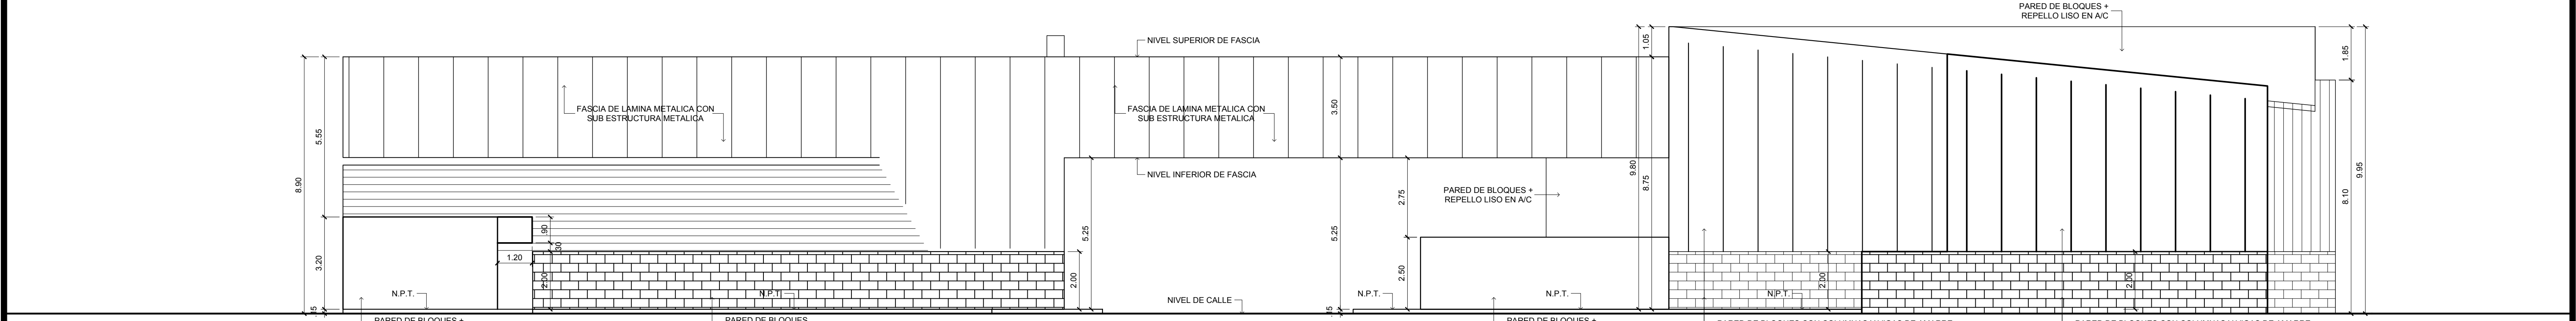 PARED DE BLOQUES +
REPELLO LISO EN A/C
NIVEL SUPERIOR DE FASCIA
FASCIA DE LAMINA METALICA CON
SUB ESTRUCTURA METALICA
FASCIA DE LAMINA METALICA CON
SUB ESTRUCTURA METALICA
NIVEL INFERIOR DE FASCIA
PARED DE BLOQUES +
REPELLO LISO EN A/C
8.90
5.55
3.20
.15
.90
.30
1.20
2.00
2.00
5.25
3.50
5.25
.15
2.75
2.50
9.80
1.05
8.75
2.00
2.00
1.85
8.10
9.95
N.P.T.
N.P.T.
NIVEL DE CALLE
N.P.T.
N.P.T.
N.P.T.
PARED DE BLOQUES +
PARED DE BLOQUES
PARED DE BLOQUES +